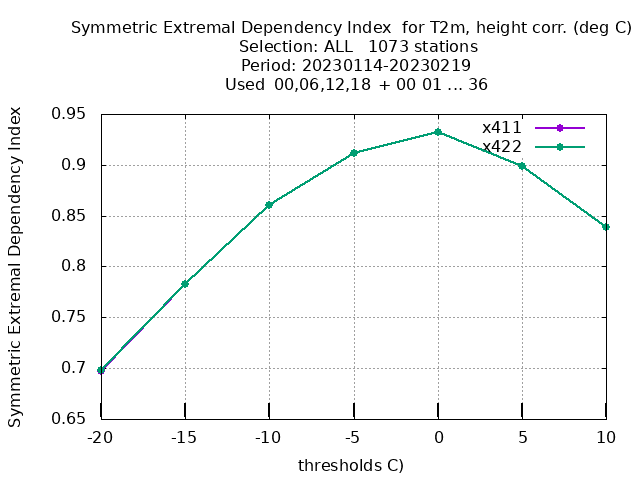 Symmetric Extremal Dependency Index  for T2m, height corr. (deg C)
Selection: ALL   1073 stations
Period: 20230114-20230219
Used  00,06,12,18  + 00 01 ... 36
Symmetric Extremal Dependency Index
0.95
0.9
0.85
0.8
0.75
0.7
0.65
x411
x422
-20
-15
-10
-5
0
5
10
thresholds C)